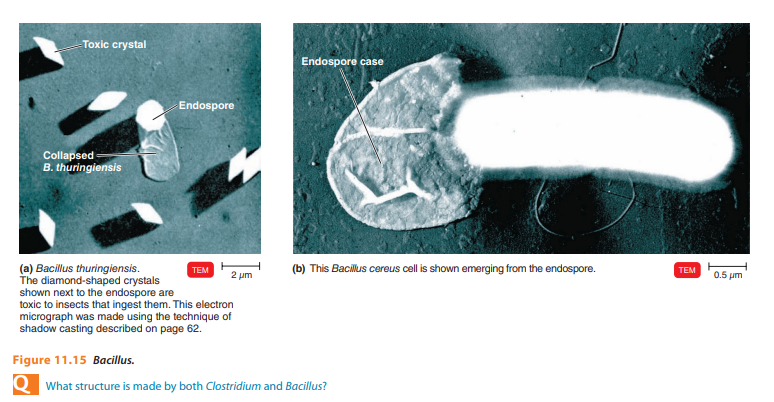 Toxic crystal
Endospore
Collapsed
B. thuringiensis
Endospore case
(a) Bacillus thuringiensis.
The diamond-shaped crystals
shown next to the endospore are
toxic to insects that ingest them. This electron
micrograph was made using the technique of
shadow casting described on page 62.
TEM
2 μm
(b) This Bacillus cereus cell is shown emerging from the endospore.
TEM
0.5 μm
Figure 11.15 Bacillus.
Q What structure is made by both Clostridium and Bacillus?